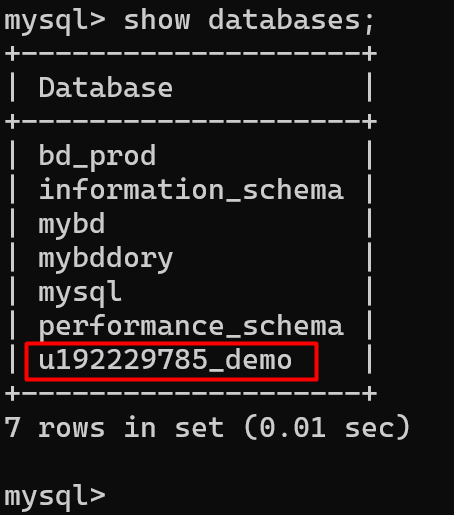 mysql> show databases;
+--------------------+
| Database           |
+--------------------+
| bd_prod            |
| information_schema |
| mybd               |
| mybddory           |
| mysql              |
| performance_schema |
| u192229785_demo    |
+--------------------+
7 rows in set (0.01 sec)
mysql>